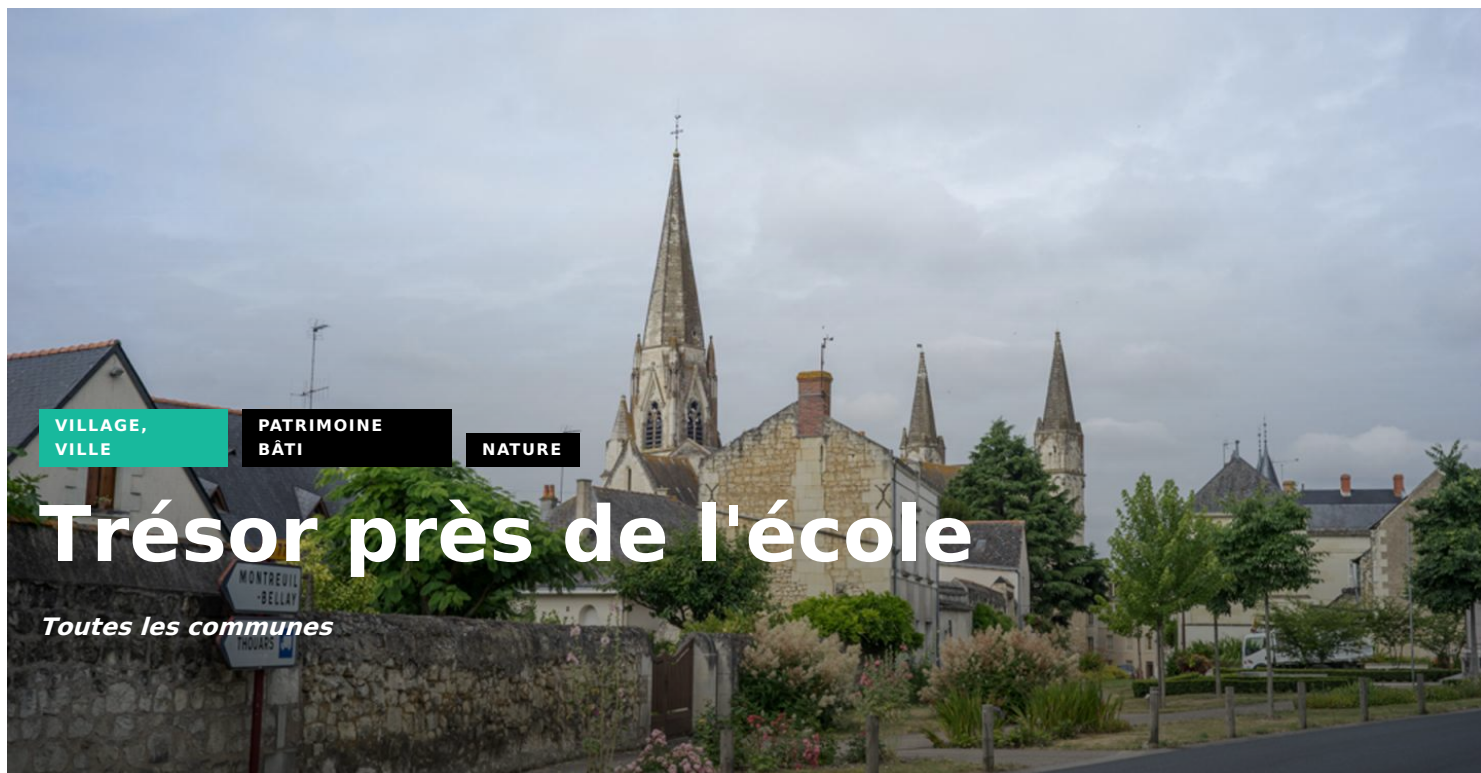 VILLAGE,
VILLE
PATRIMOINE
BÂTI
NATURE
Trésor près de l'école
MONTREUIL
-BELLAY
Toutes les communes
THOUARS